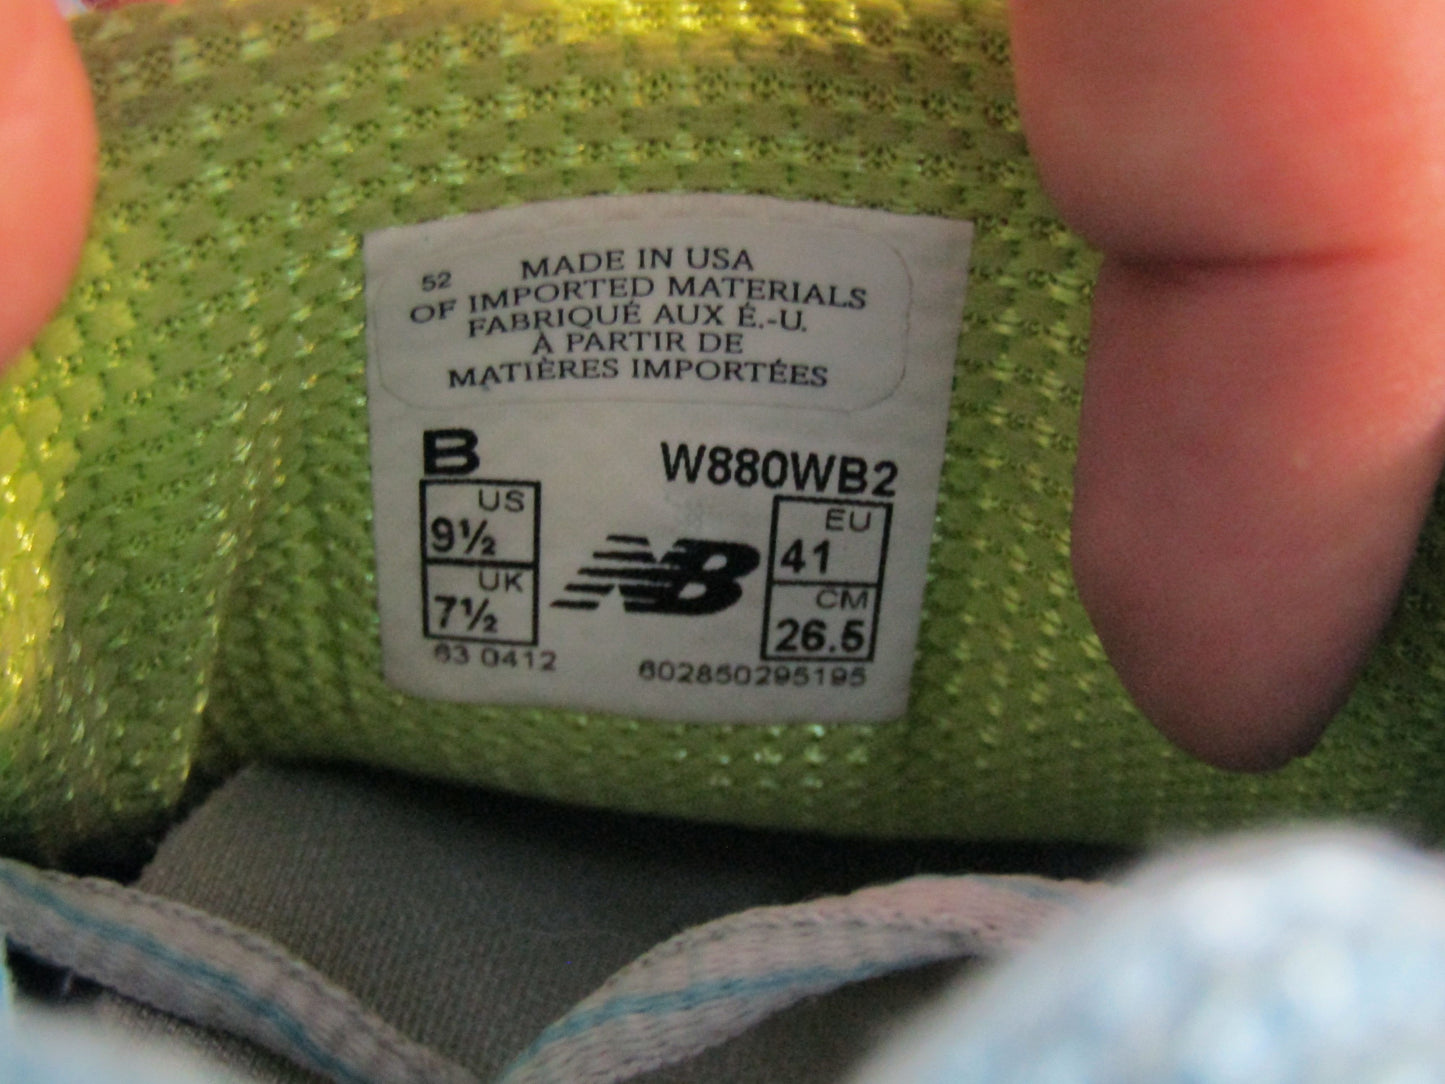 MADE IN USA
52
OF IMPORTED MATERIALS
FABRIQUÉ AUX É.-U.
À PARTIR DE
MATIÈRES IMPORTÉES
B
W880WB2
US
9½
UK
7½
NB
EU
41
CM
26.5
63 0412
602850295195